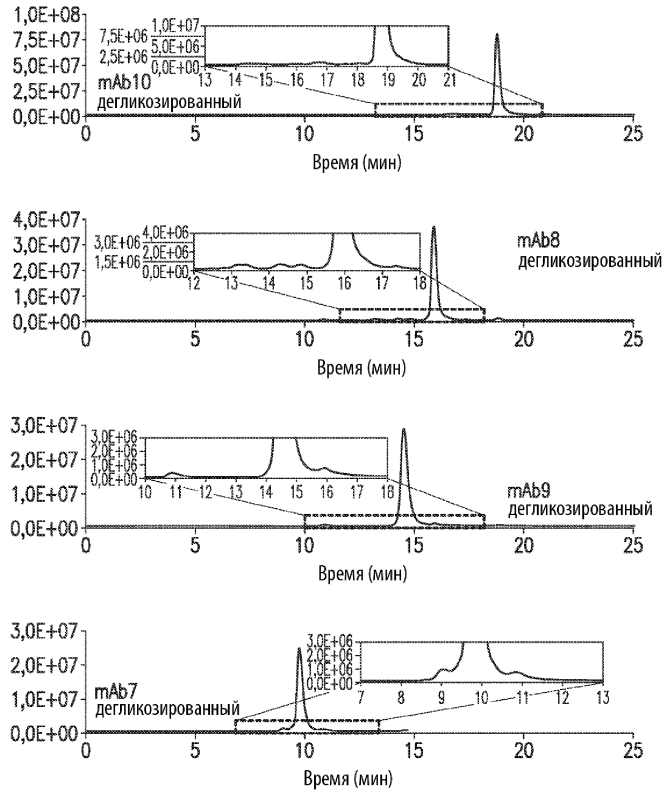 1,0E+08
7,5E+07
5,0E+07
2,5E+07
0,0E+00
1,0E+07
7,5E+06
5,0E+06
2,5E+06
0,0E+00
13 14 15 16 17 18 19 20 21
mAb10
дегликозированный
0 5 10 15 20 25
Время (мин)
4,0E+07
3,0E+07
2,0E+07
1,0E+07
0,0E+00
4,0E+06
3,0E+06
2,0E+06
1,5E+06
0,0E+00
12 13 14 15 16 17 18
mAb8
дегликозированный
0 5 10 15 20 25
Время (мин)
3,0E+07
2,0E+07
1,0E+07
0,0E+00
3,0E+06
2,0E+06
1,0E+06
0,0E+00
10 11 12 13 14 15 16 17 18
mAb9
дегликозированный
0 5 10 15 20 25
Время (мин)
3,0E+07
2,0E+07
1,0E+07
0,0E+00
3,0E+06
2,0E+06
1,0E+06
0,0E+00
7 8 9 10 11 12 13
mAb7
дегликозированный
0 5 10 15 20 25
Время (мин)